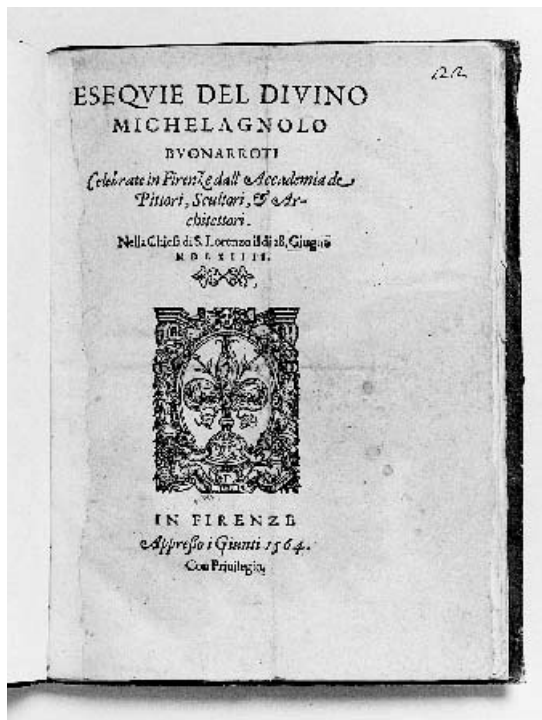 122
ESEQVIE DEL DIVINO
MICHELAGNOLO
BVONARROTI
Celebrate in Firenze dall' Accademia de
Pittori, Scultori, & Ar-
chitettori.
Nella Chiesa di S. Lorenzo il di 28. Giugno
MDLXIIII.
IN FIRENZE
Appresso i Giunti 1564.
Con Priuilegio.